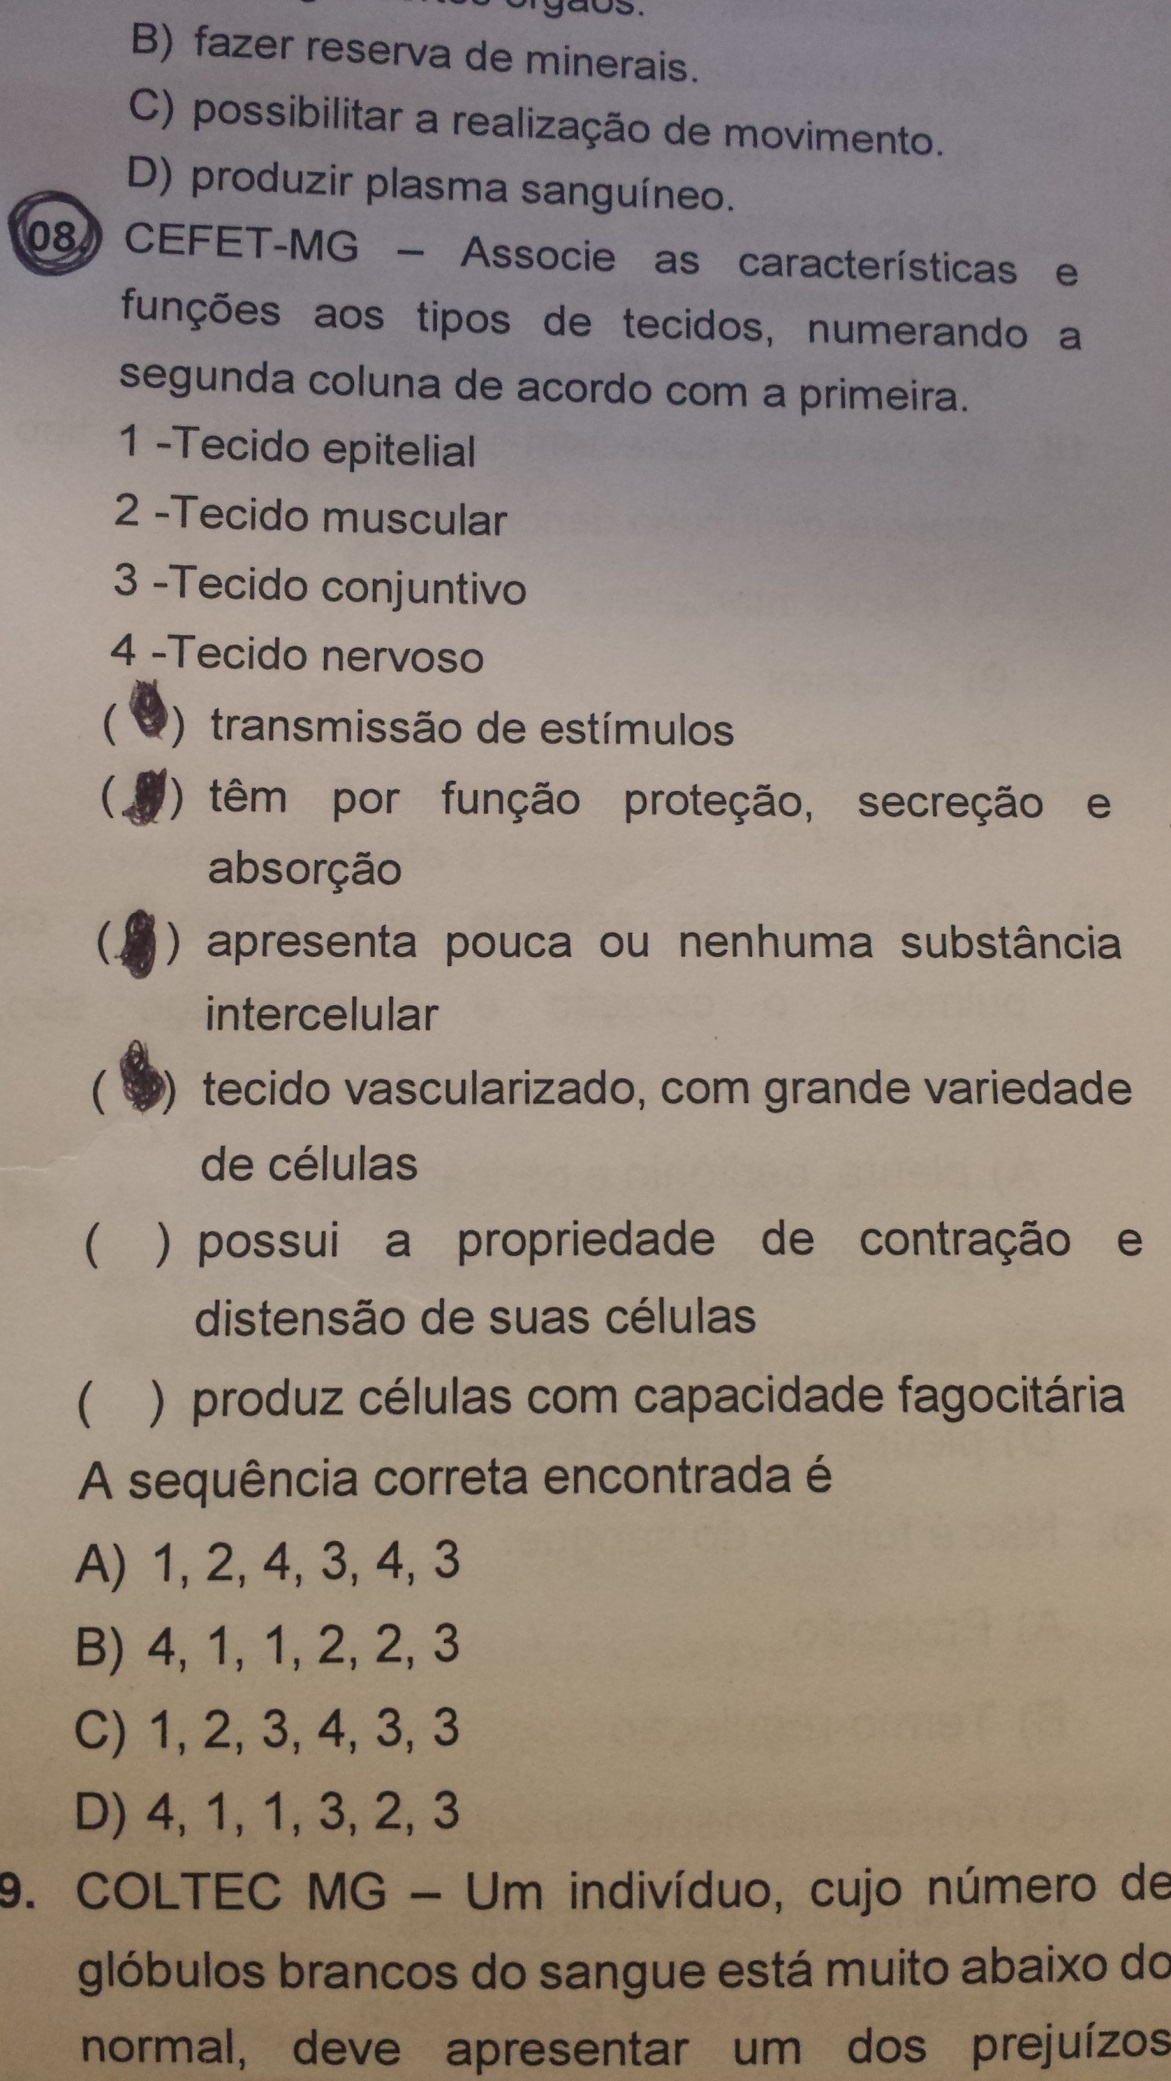 B) fazer reserva de minerais.
C) possibilitar a realização de movimento.
D) produzir plasma sanguíneo.
08. CEFET-MG – Associe as características e
funções aos tipos de tecidos, numerando a
segunda coluna de acordo com a primeira.
1 -Tecido epitelial
2 -Tecido muscular
3 -Tecido conjuntivo
4 -Tecido nervoso
( ) transmissão de estímulos
( ) têm por função proteção, secreção e
absorção
( ) apresenta pouca ou nenhuma substância
intercelular
( ) tecido vascularizado, com grande variedade
de células
( ) possui a propriedade de contração e
distensão de suas células
( ) produz células com capacidade fagocitária
A sequência correta encontrada é
A) 1, 2, 4, 3, 4, 3
B) 4, 1, 1, 2, 2, 3
C) 1, 2, 3, 4, 3, 3
D) 4, 1, 1, 3, 2, 3
9. COLTEC MG – Um indivíduo, cujo número de
glóbulos brancos do sangue está muito abaixo do
normal, deve apresentar um dos prejuízos